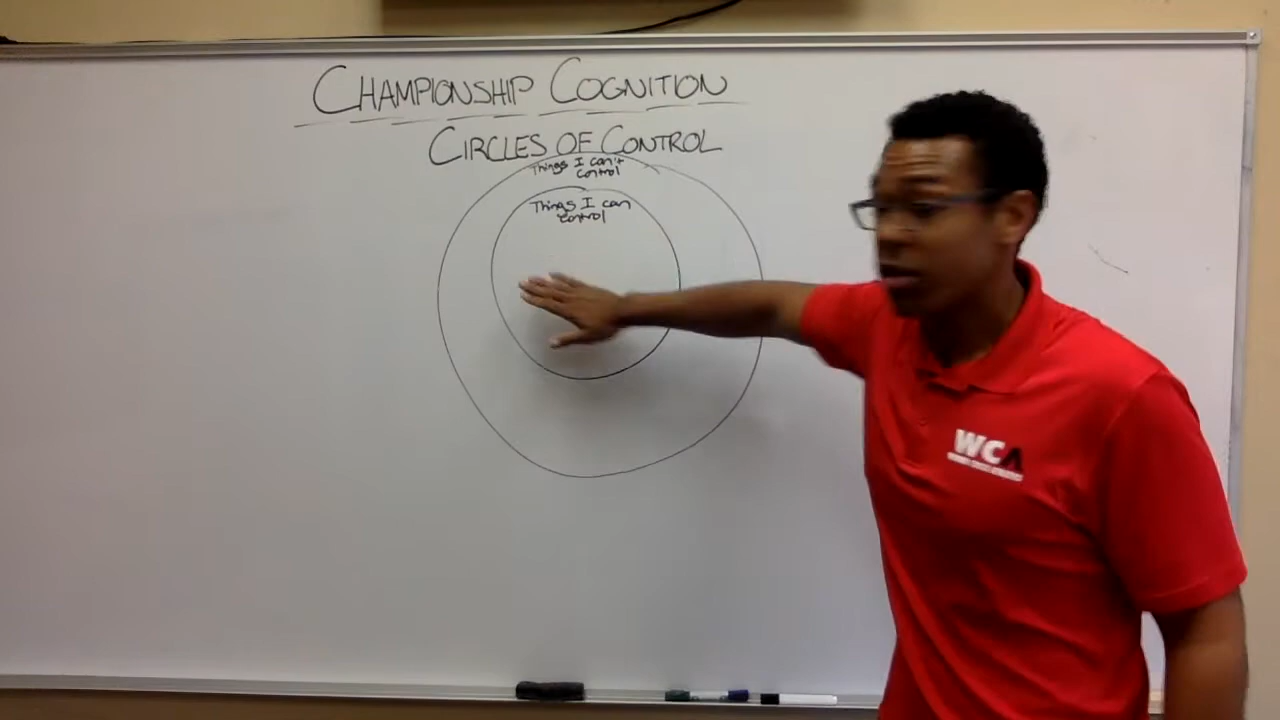 CHAMPIONSHIP COGNITION
CIRCLES OF CONTROL
Things I can't
control
Things I can
control
WCA